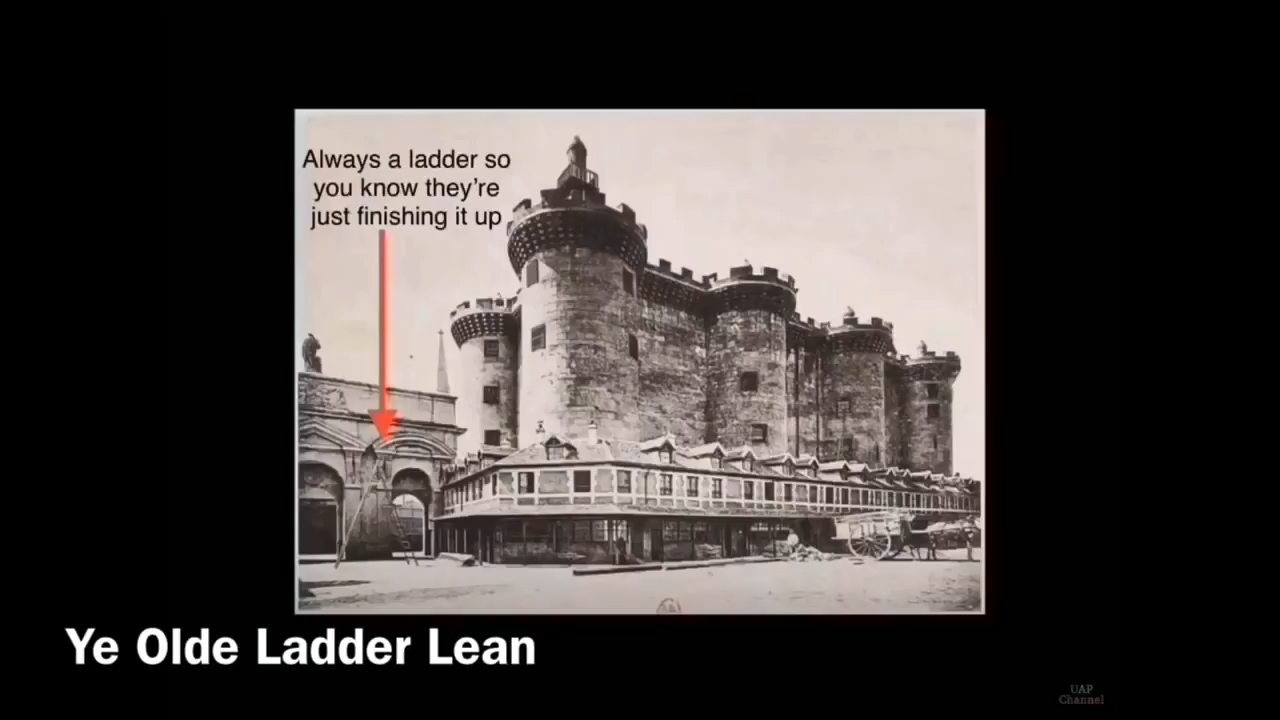 Always a ladder so
you know they're
just finishing it up
Ye Olde Ladder Lean
UAP
Channel